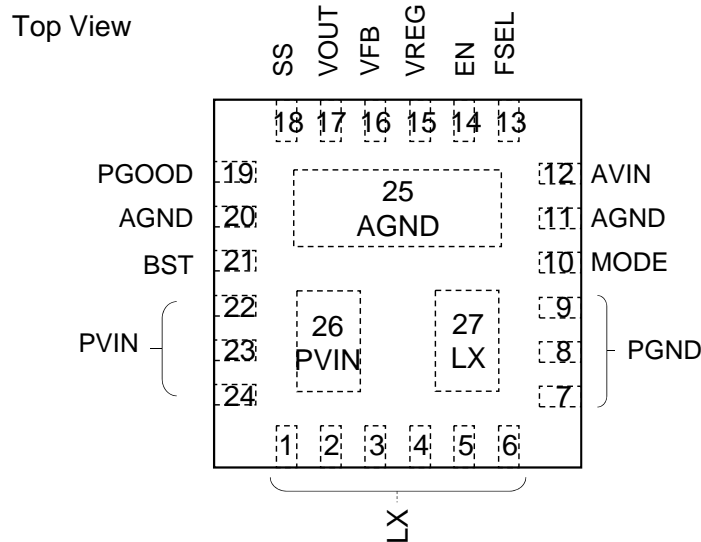 Top View
SS
VOUT
VFB
VREG
EN
FSEL
18 17 16 15 14 13
PGOOD 19
AGND 20
BST 21
PVIN
22
23
24
25
AGND
26
PVIN
27
LX
12 AVIN
11 AGND
10 MODE
9
8
7
PGND
1 2 3 4 5 6
LX